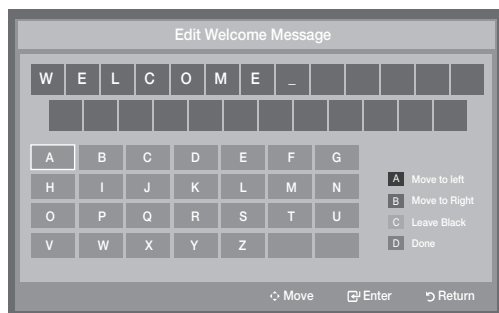 Edit Welcome Message
W E L C O M E _
A B C D E F G
H I J K L M N
O P Q R S T U
V W X Y Z
A Move to left
B Move to Right
C Leave Black
D Done
Move Enter Return